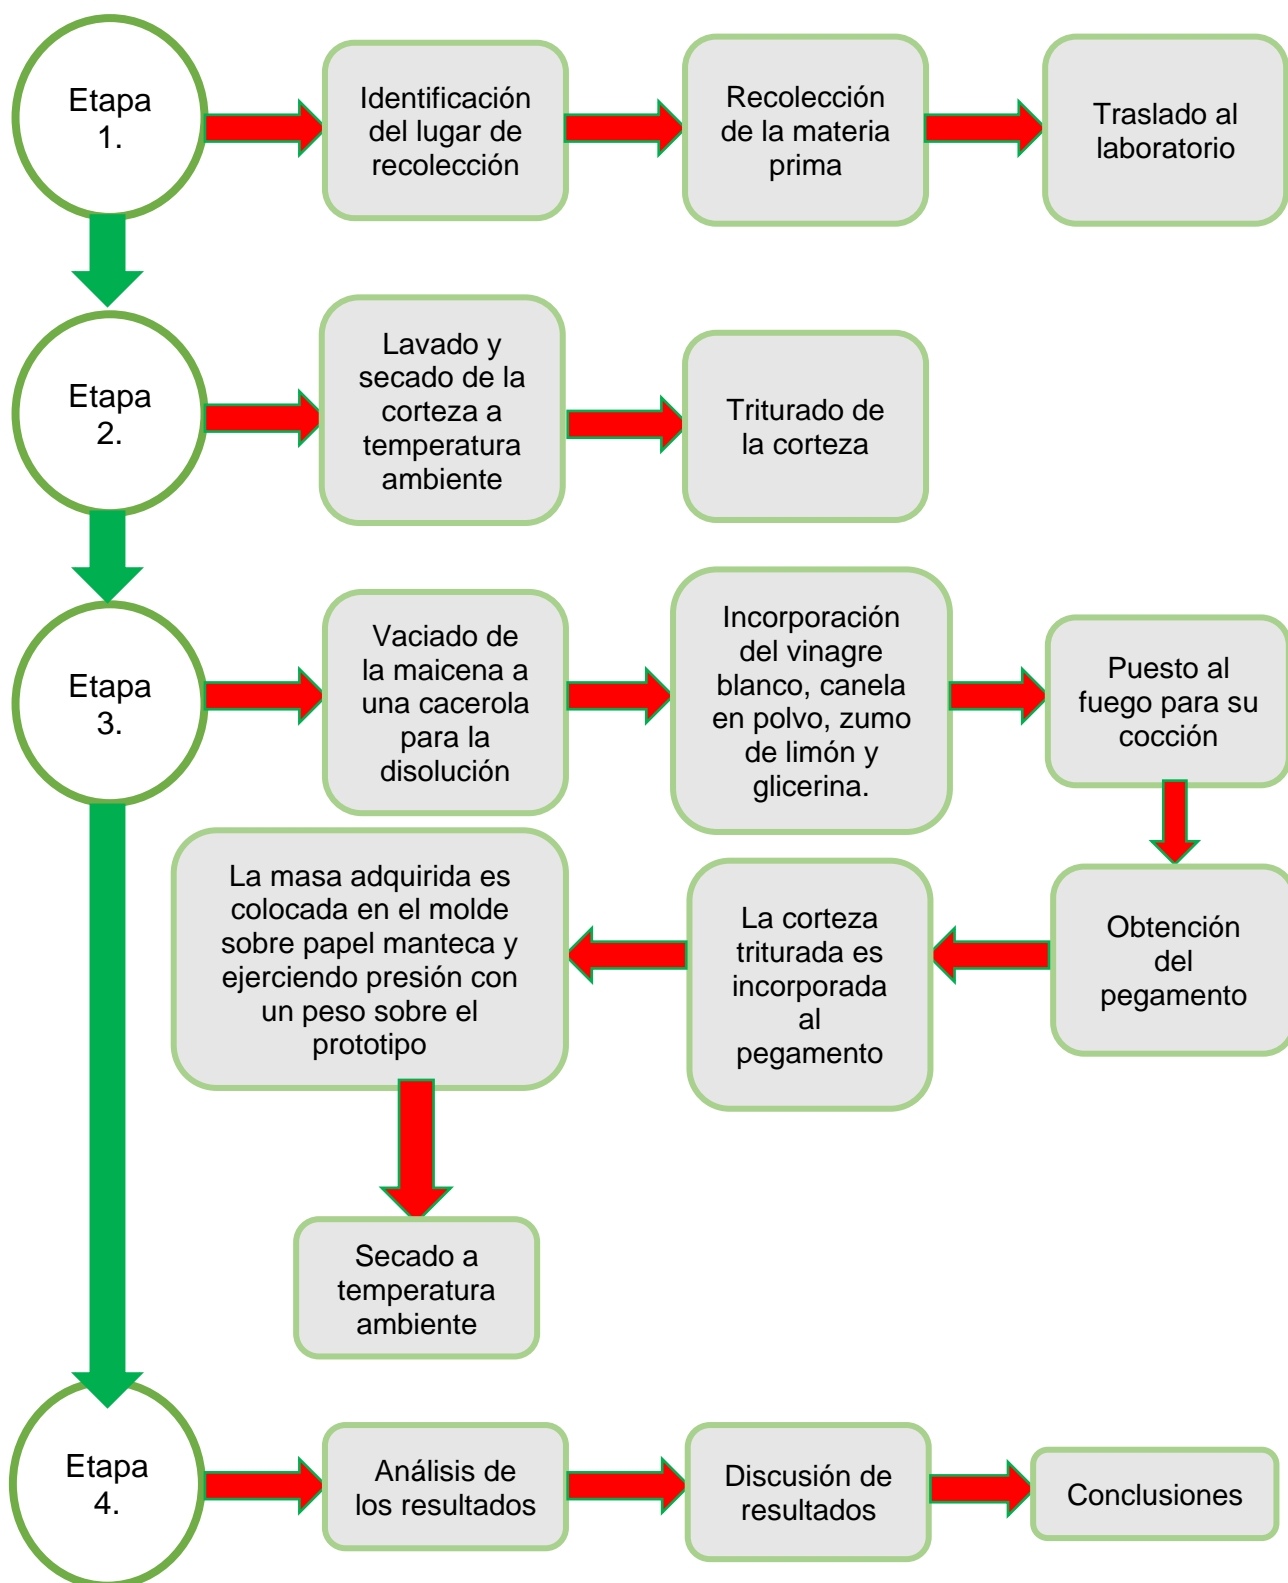 Etapa
1.
Identificación
del lugar de
recolección
Recolección
de la materia
prima
Traslado al
laboratorio
Etapa
2.
Lavado y
secado de la
corteza a
temperatura
ambiente
Triturado de
la corteza
Etapa
3.
Vaciado de
la maicena a
una cacerola
para la
disolución
Incorporación
del vinagre
blanco, canela
en polvo, zumo
de limón y
glicerina.
Puesto al
fuego para su
cocción
Obtención
del
pegamento
La corteza
triturada es
incorporada
al
pegamento
La masa adquirida es
colocada en el molde
sobre papel manteca y
ejerciendo presión con
un peso sobre el
prototipo
Secado a
temperatura
ambiente
Etapa
4.
Análisis de
los resultados
Discusión de
resultados
Conclusiones